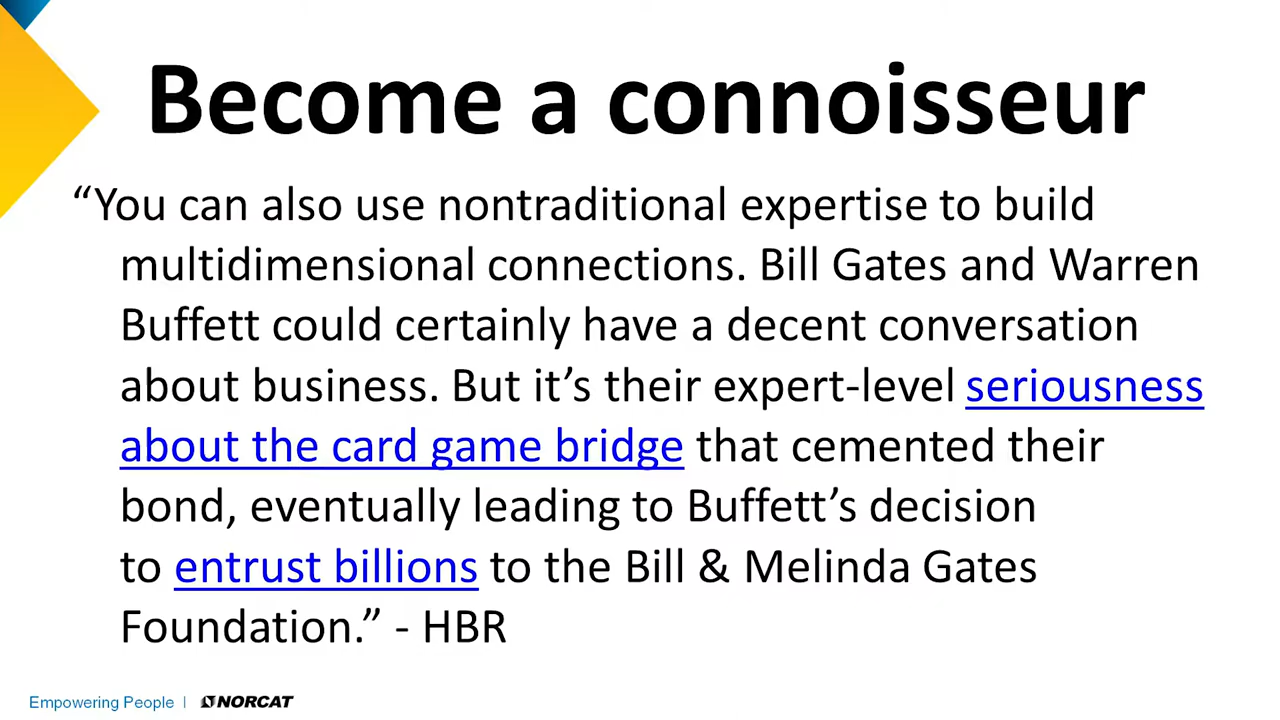 Become a connoisseur
“You can also use nontraditional expertise to build
multidimensional connections. Bill Gates and Warren
Buffett could certainly have a decent conversation
about business. But it’s their expert-level seriousness
about the card game bridge that cemented their
bond, eventually leading to Buffett’s decision
to entrust billions to the Bill & Melinda Gates
Foundation.” - HBR
Empowering People | NORCAT